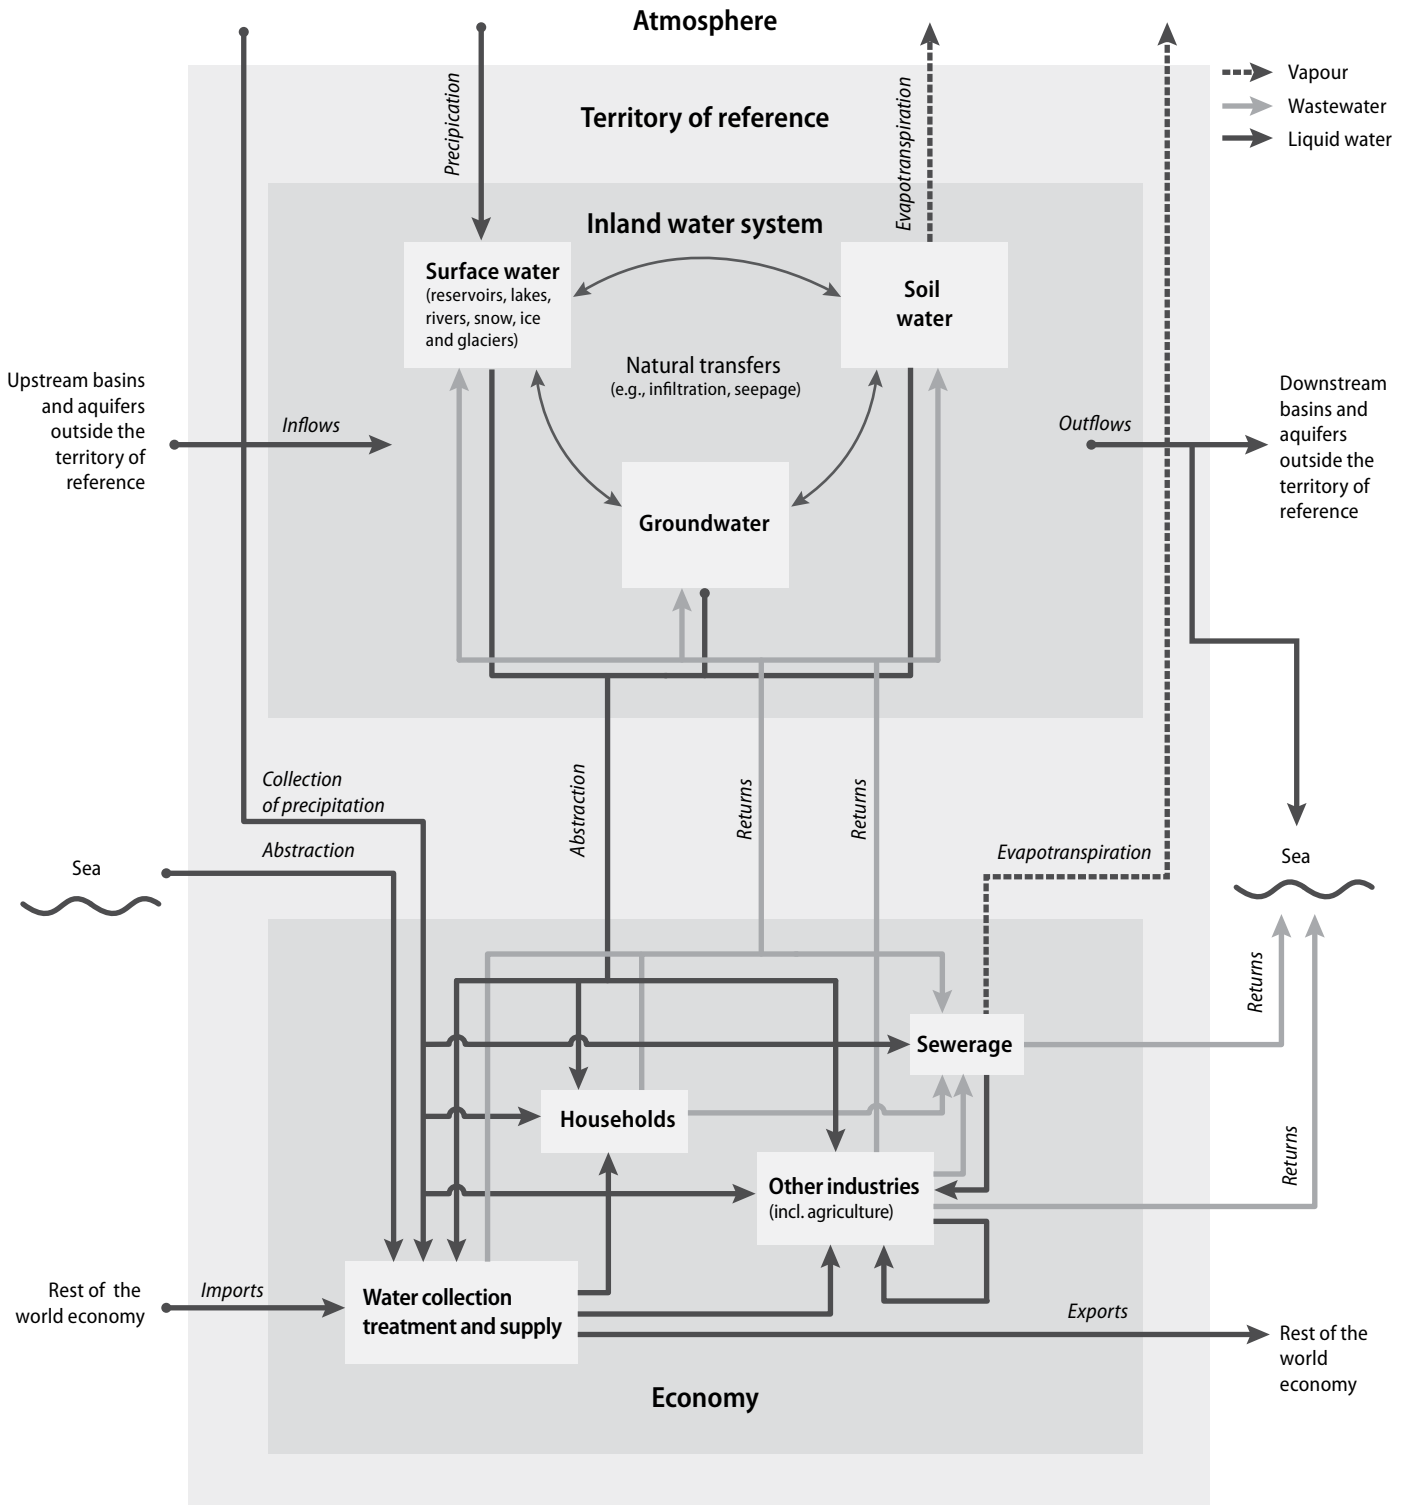 Atmosphere
Vapour
Wastewater
Liquid water
Precipication
Territory of reference
Evapotranspiration
Inland water system
Surface water
(reservoirs, lakes,
rivers, snow, ice
and glaciers)
Soil
water
Natural transfers
(e.g., infiltration, seepage)
Upstream basins
and aquifers
outside the
territory of
reference
Inflows
Outflows
Downstream
basins and
aquifers
outside the
territory of
reference
Groundwater
Collection
of precipitation
Abstraction
Returns
Returns
Abstraction
Sea
Evapotranspiration
Sea
Returns
Sewerage
Households
Returns
Other industries
(incl. agriculture)
Rest of the
world economy
Imports
Water collection
treatment and supply
Exports
Rest of the
world
economy
Economy